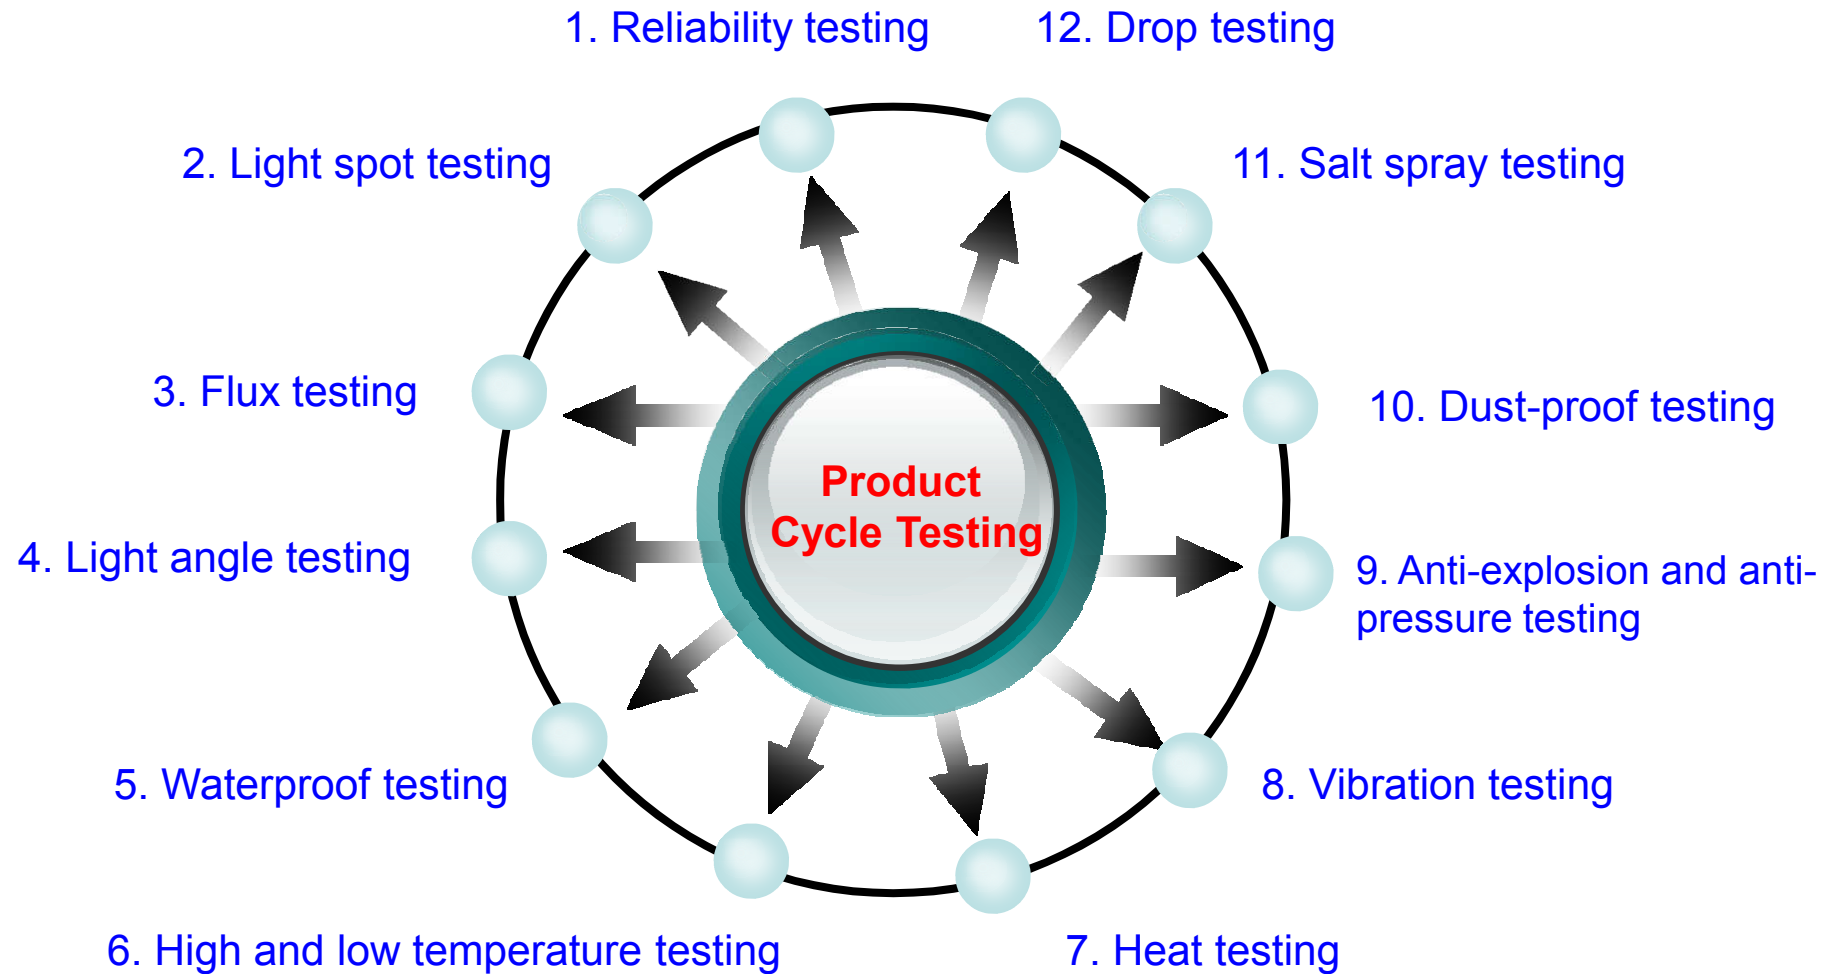 1. Reliability testing
12. Drop testing
2. Light spot testing
11. Salt spray testing
3. Flux testing
10. Dust-proof testing
Product
Cycle Testing
4. Light angle testing
9. Anti-explosion and anti-
pressure testing
5. Waterproof testing
8. Vibration testing
6. High and low temperature testing
7. Heat testing